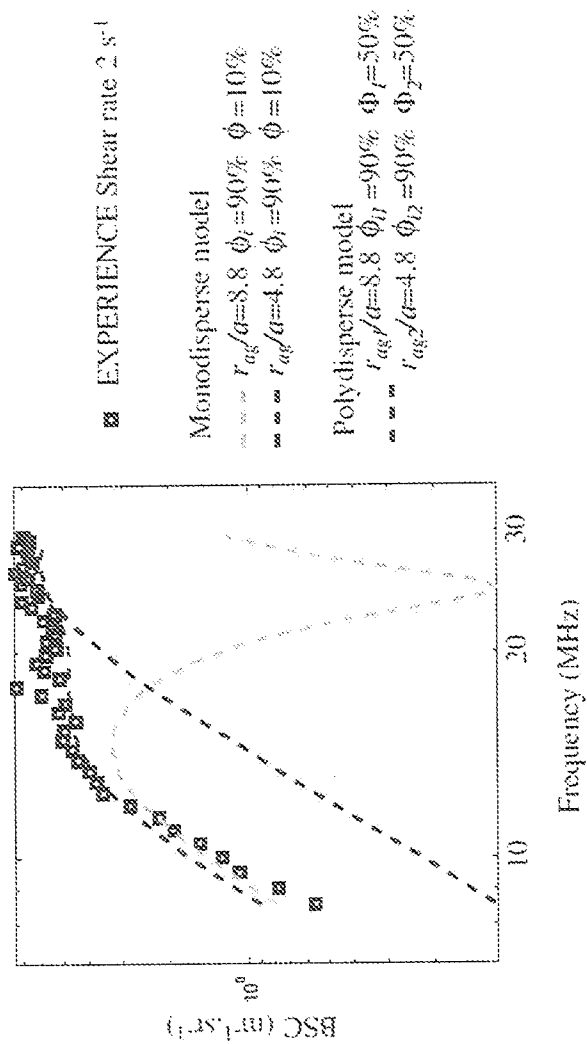 EXPERIENCE Shear rate 2 s⁻¹
Monodisperse model
r_ag/a=8.8 ϕ_i=90% ϕ=10%
r_ag/a=4.8 ϕ_i=90% ϕ=10%
Polydisperse model
r_ag1/a=8.8 ϕ_i1=90% Φ_1=50%
r_ag2/a=4.8 ϕ_i2=90% Φ_2=50%
BSC (m⁻¹.sr⁻¹)
10⁰
10
20
30
Frequency (MHz)